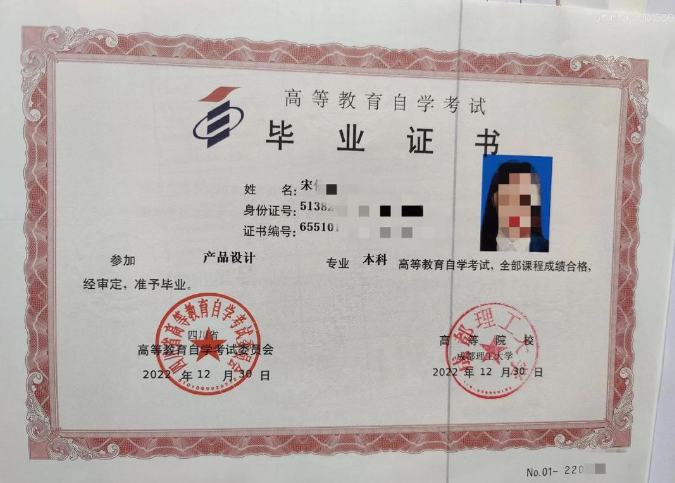 高等教育自学考试
毕业证书
姓 名：宋
身份证号：51382
证书编号：65510
参加 产品设计 专业 本科 高等教育自学考试，全部课程成绩合格，
经审定，准予毕业。
四川省 高等院校
高等教育自学考试委员会 成都理工大学
2022 年 12 月 30 日 2022 年 12 月 30 日
No.01- 220